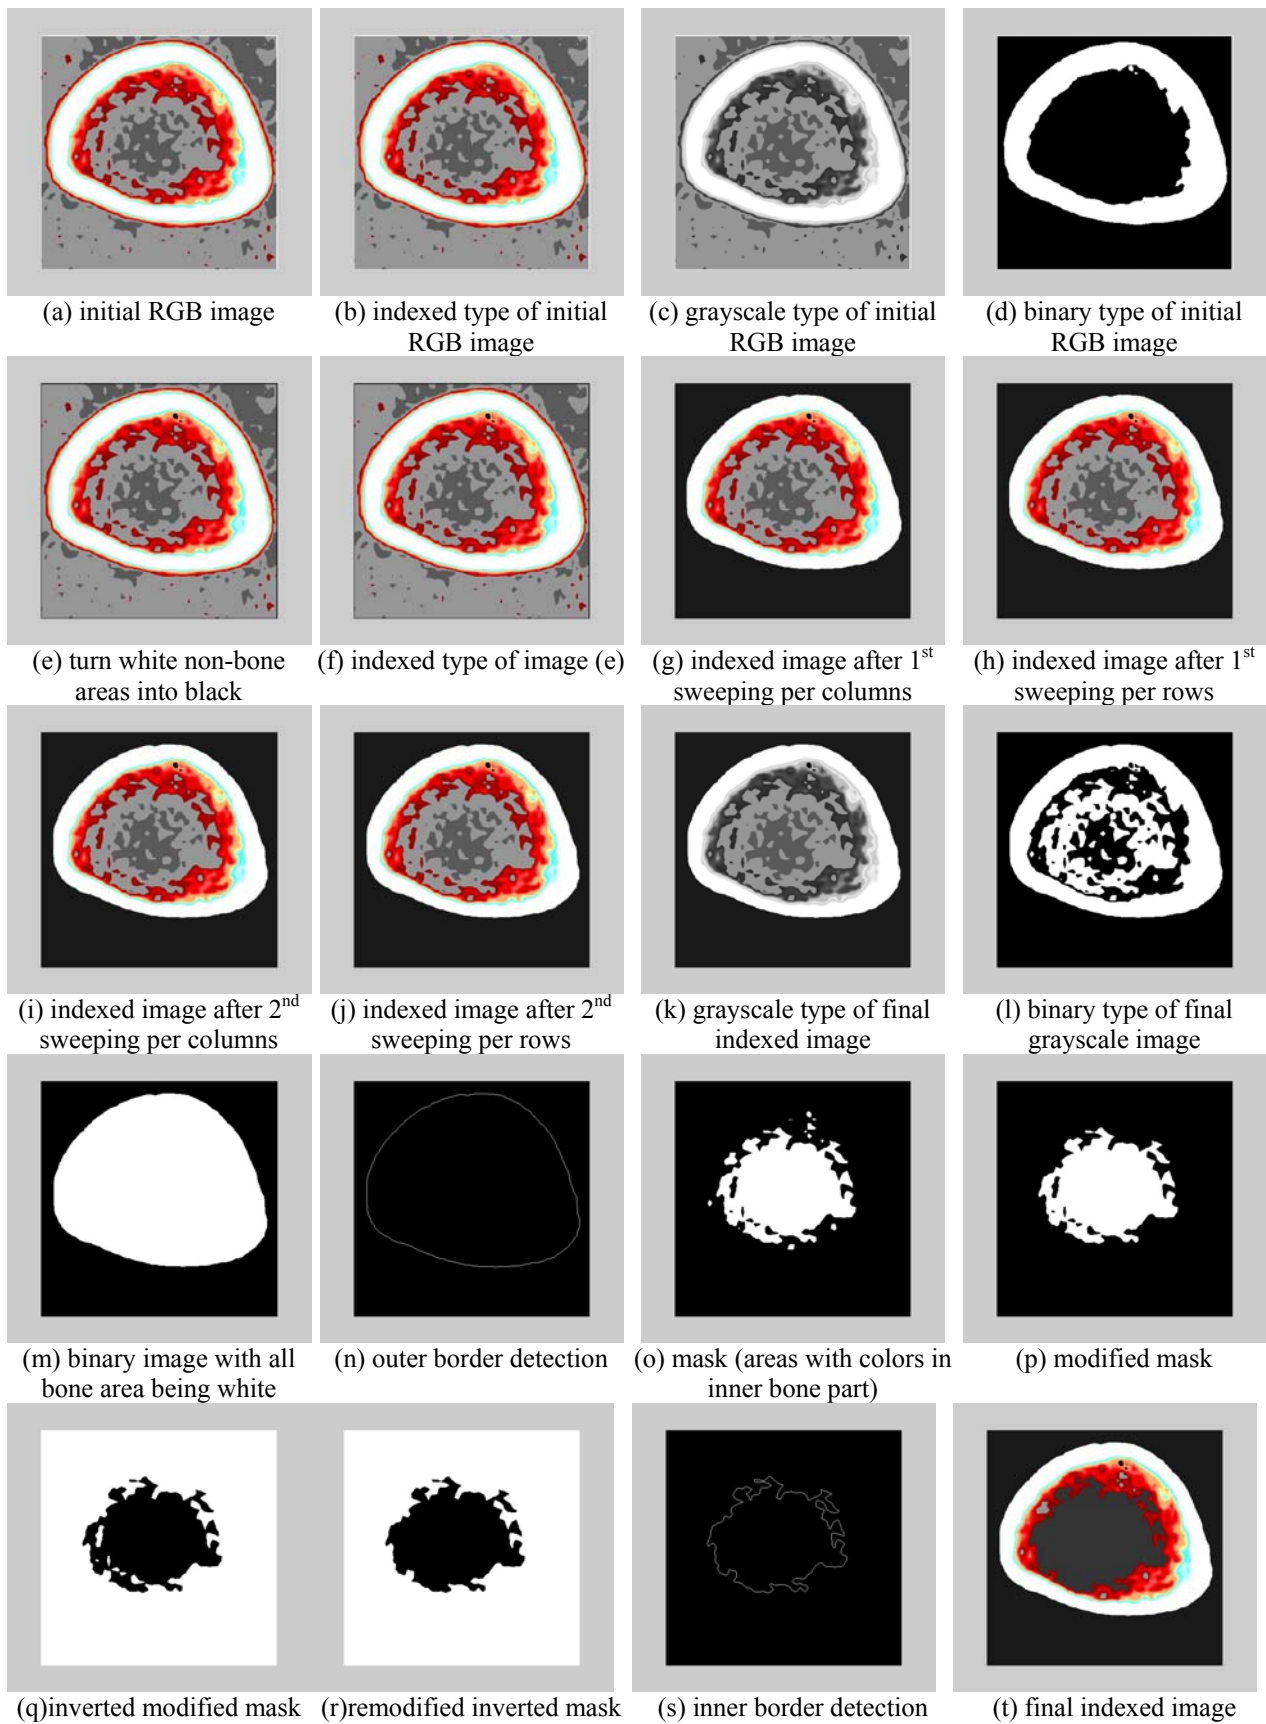 (a) initial RGB image
(b) indexed type of initial
RGB image
(c) grayscale type of initial
RGB image
(d) binary type of initial
RGB image
(e) turn white non-bone
areas into black
(f) indexed type of image (e)
(g) indexed image after 1st
sweeping per columns
(h) indexed image after 1st
sweeping per rows
(i) indexed image after 2nd
sweeping per columns
(j) indexed image after 2nd
sweeping per rows
(k) grayscale type of final
indexed image
(l) binary type of final
grayscale image
(m) binary image with all
bone area being white
(n) outer border detection
(o) mask (areas with colors in
inner bone part)
(p) modified mask
(q)inverted modified mask
(r)remodified inverted mask
(s) inner border detection
(t) final indexed image